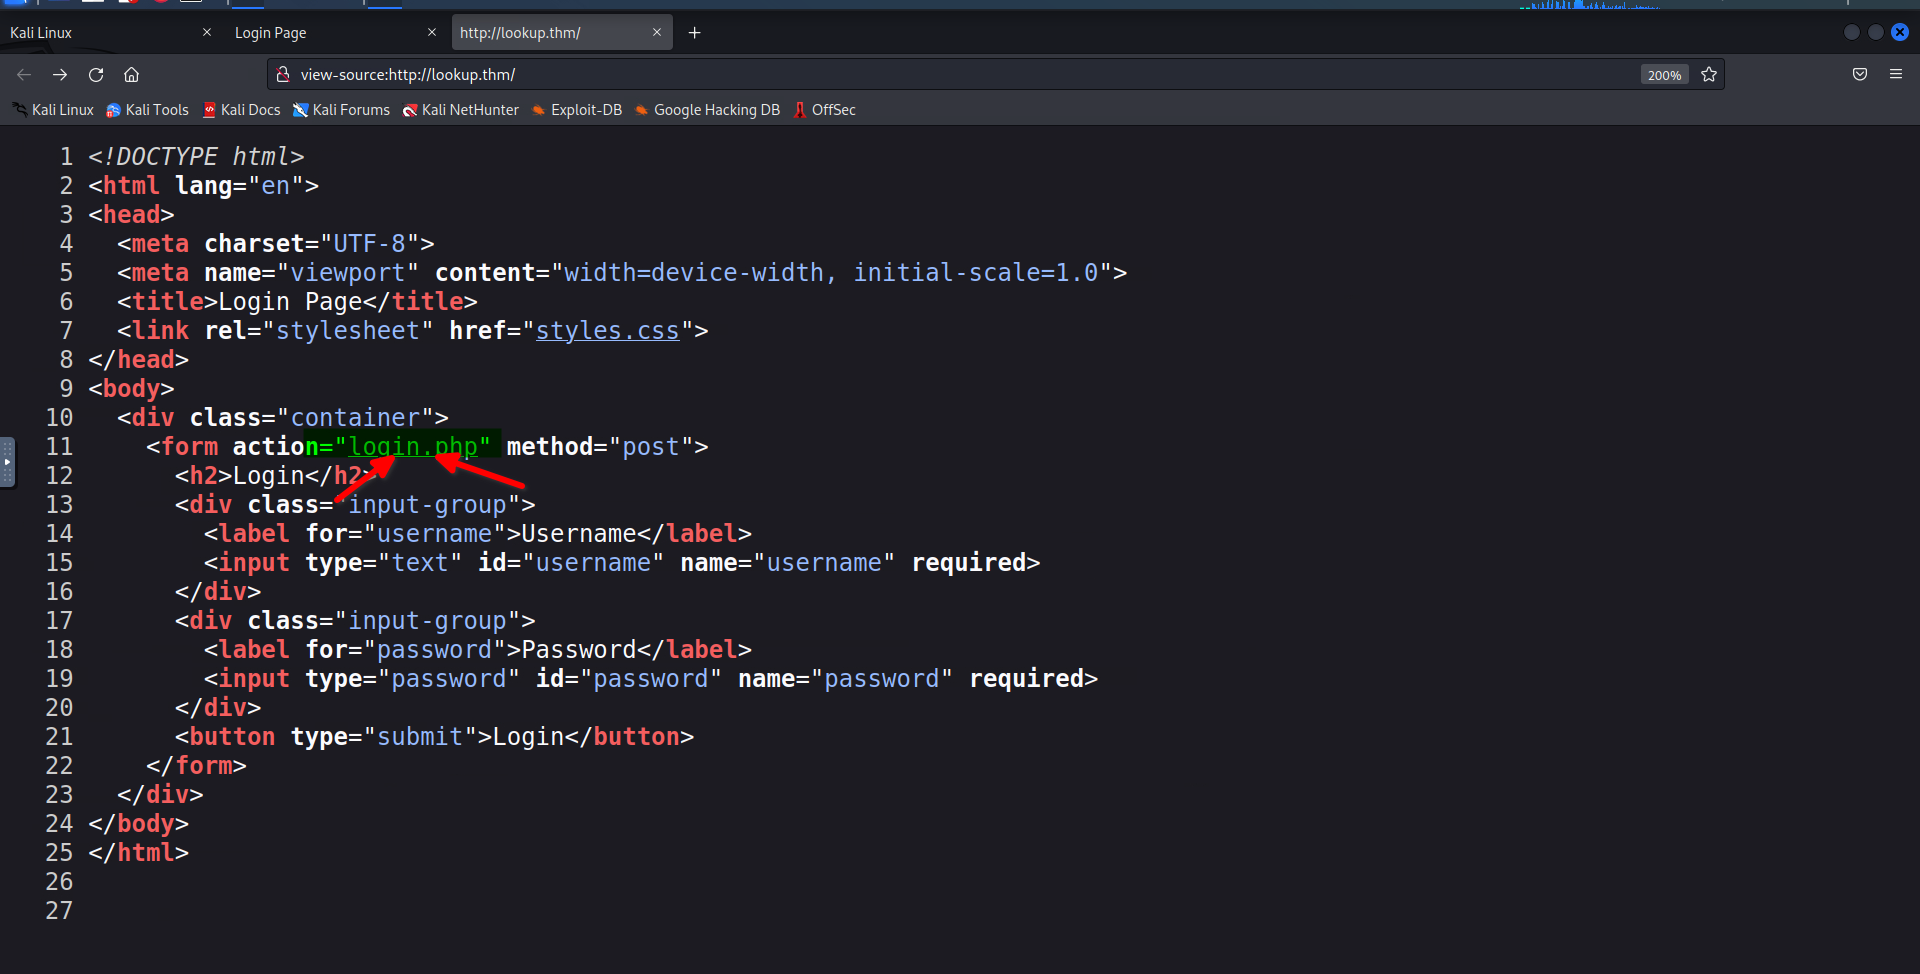 Kali Linux × Login Page × http://lookup.thm/ × +
view-source:http://lookup.thm/ 200%
Kali Linux Kali Tools Kali Docs Kali Forums Kali NetHunter Exploit-DB Google Hacking DB OffSec
1 <!DOCTYPE html>
2 <html lang="en">
3 <head>
4   <meta charset="UTF-8">
5   <meta name="viewport" content="width=device-width, initial-scale=1.0">
6   <title>Login Page</title>
7   <link rel="stylesheet" href="styles.css">
8 </head>
9 <body>
10   <div class="container">
11     <form action="login.php" method="post">
12       <h2>Login</h2>
13       <div class="input-group">
14         <label for="username">Username</label>
15         <input type="text" id="username" name="username" required>
16       </div>
17       <div class="input-group">
18         <label for="password">Password</label>
19         <input type="password" id="password" name="password" required>
20       </div>
21       <button type="submit">Login</button>
22     </form>
23   </div>
24 </body>
25 </html>
26
27